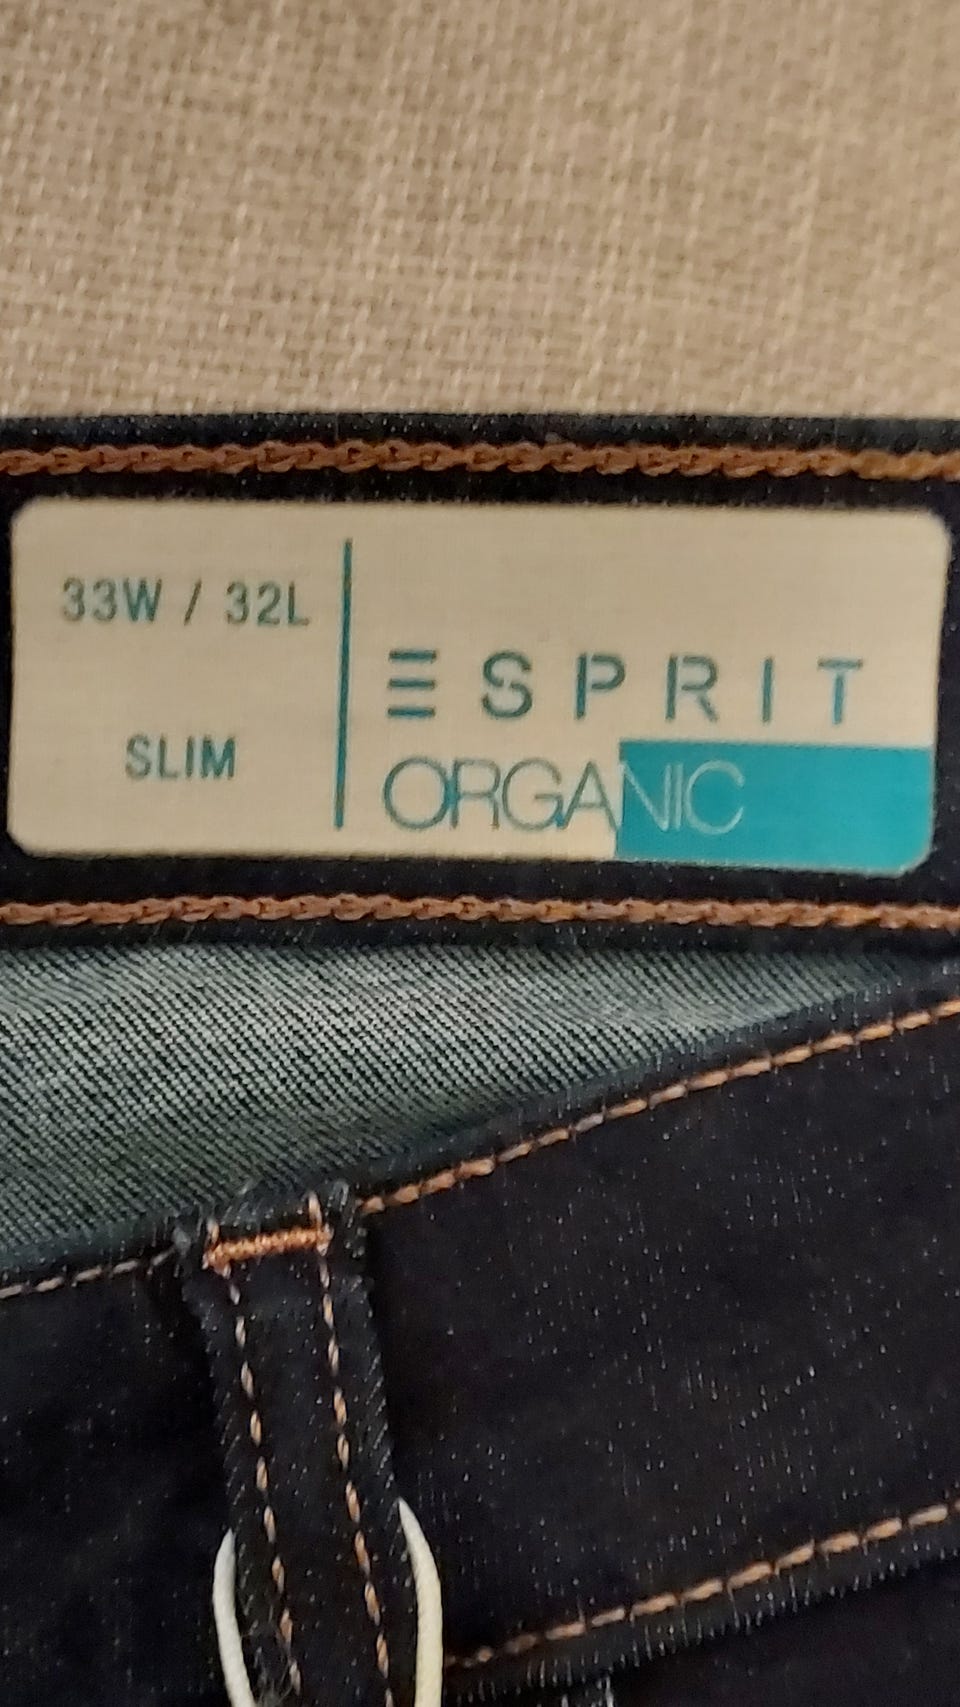 33W / 32L
SLIM
ESPRIT
ORGANIC